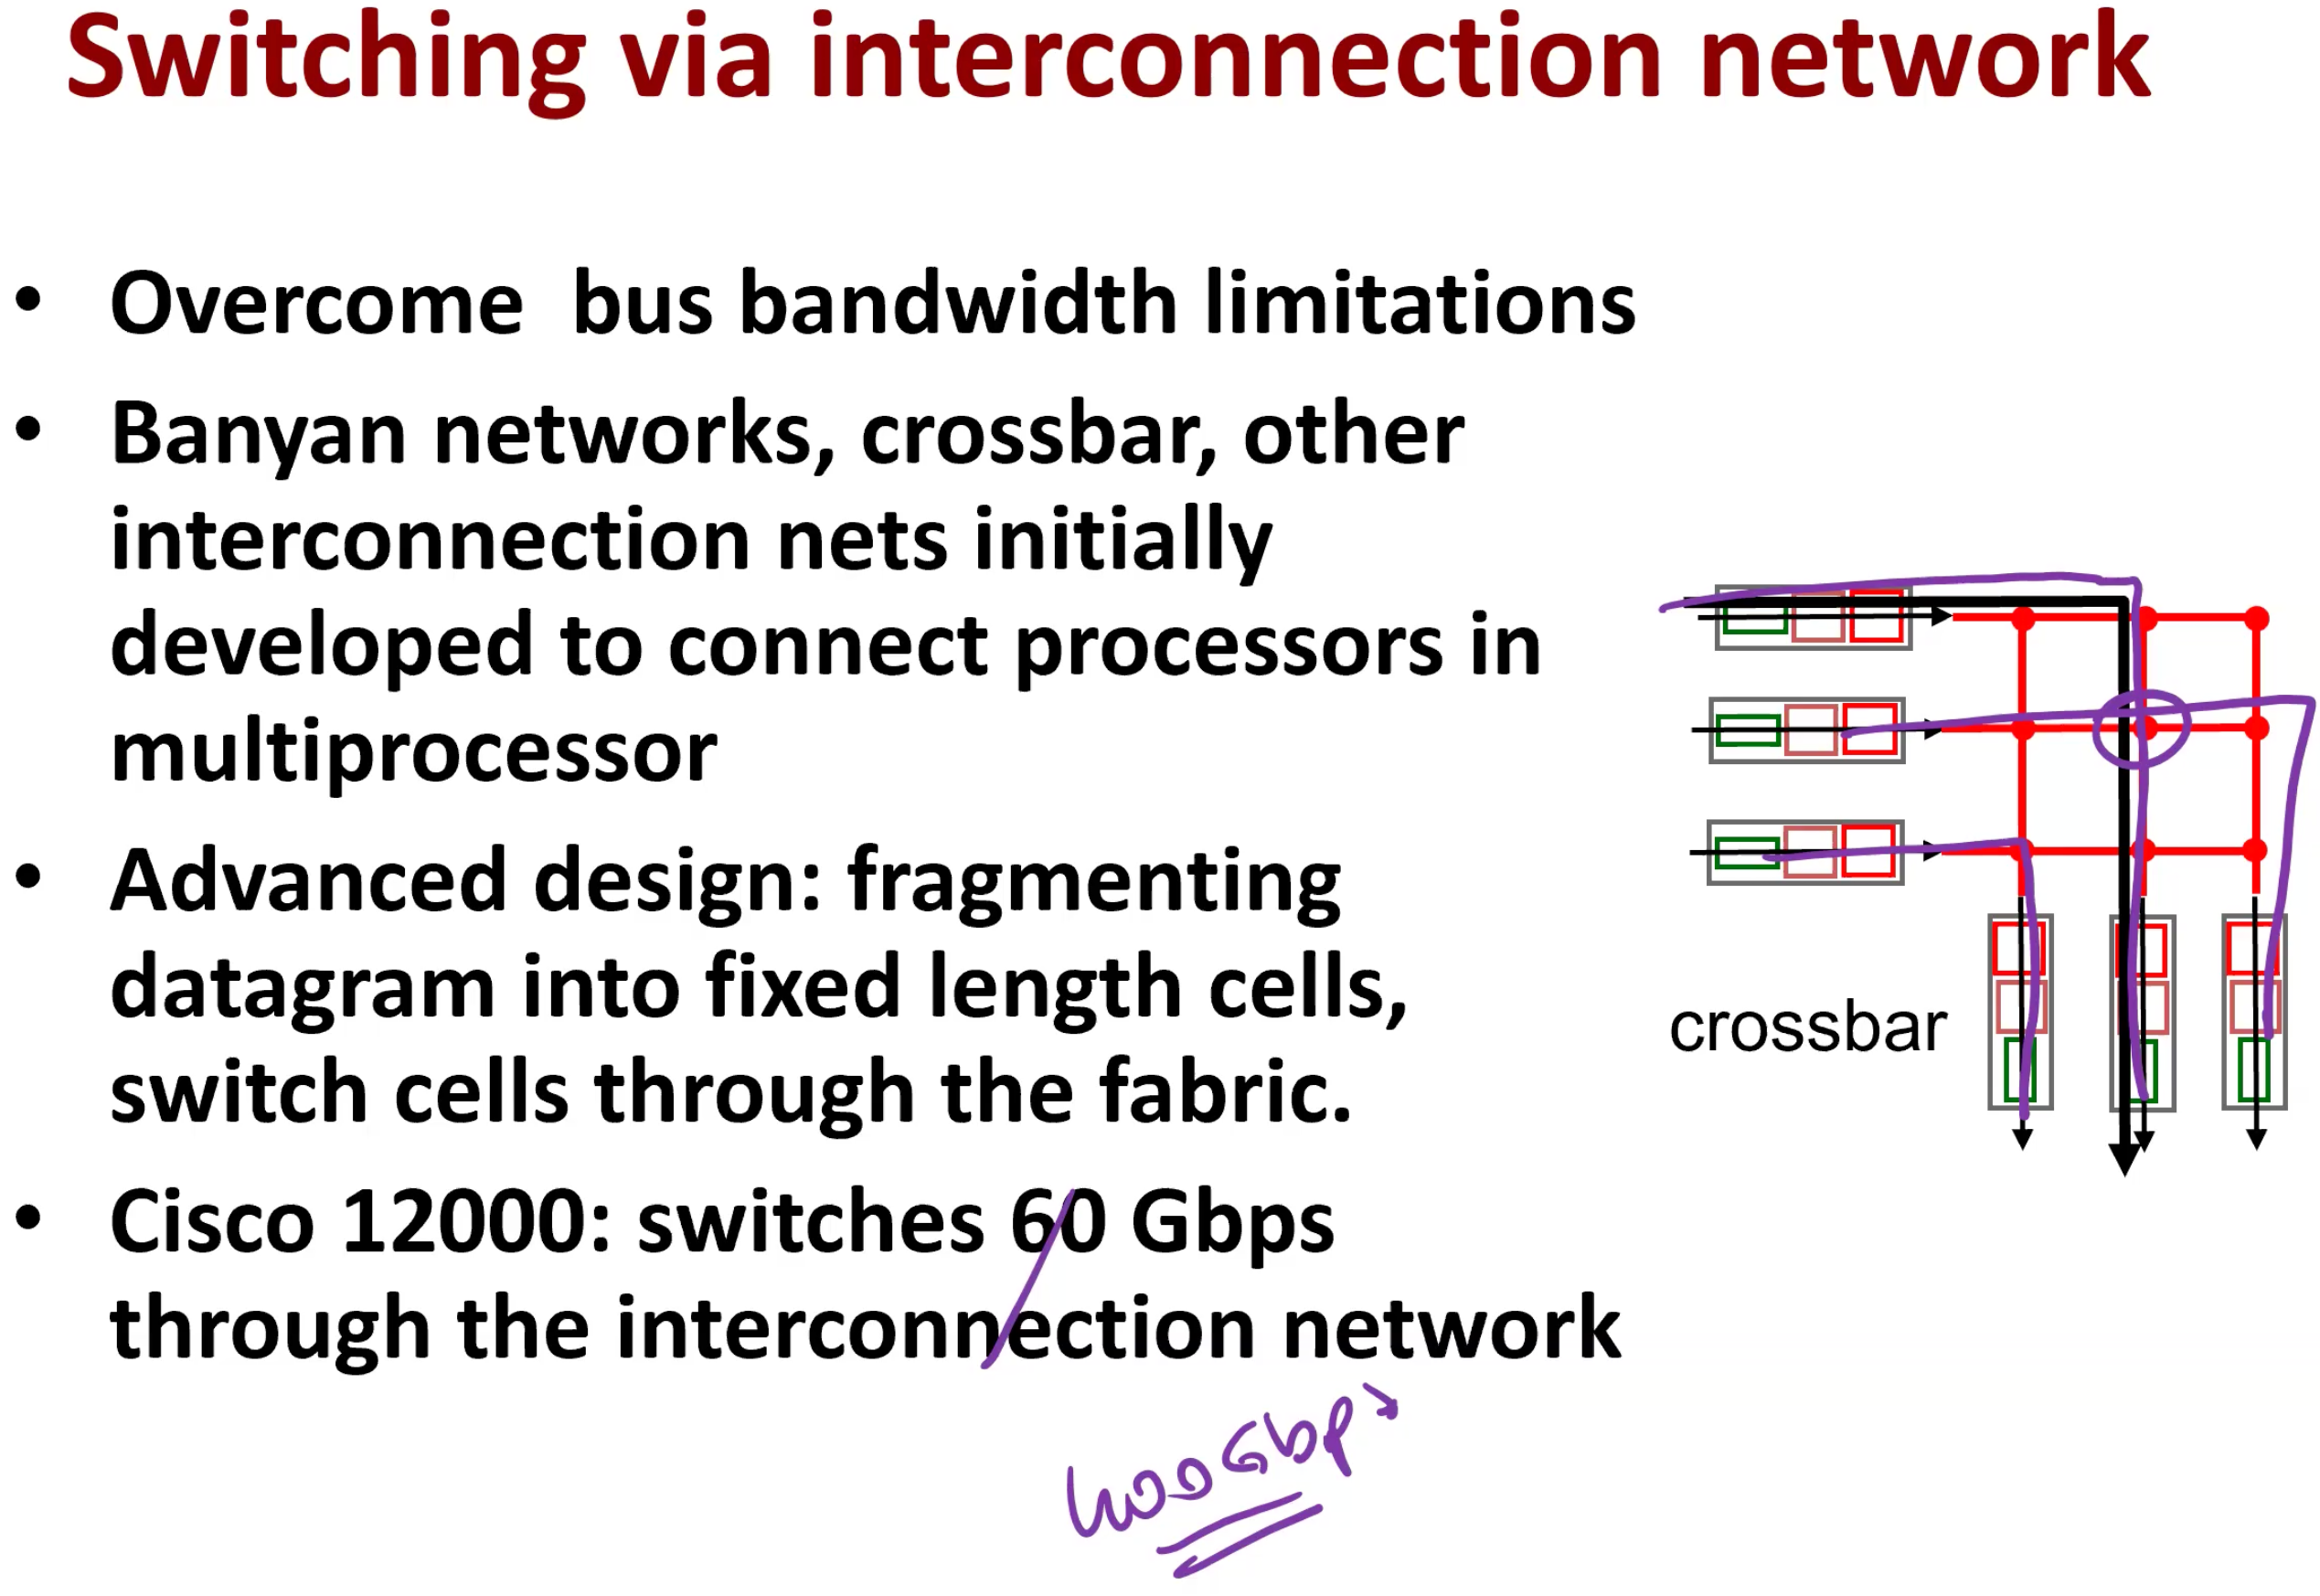 Switching via interconnection network
• Overcome bus bandwidth limitations
• Banyan networks, crossbar, other
interconnection nets initially
developed to connect processors in
multiprocessor
• Advanced design: fragmenting
datagram into fixed length cells,
switch cells through the fabric.
• Cisco 12000: switches 60 Gbps
through the interconnection network
crossbar
400Gbps